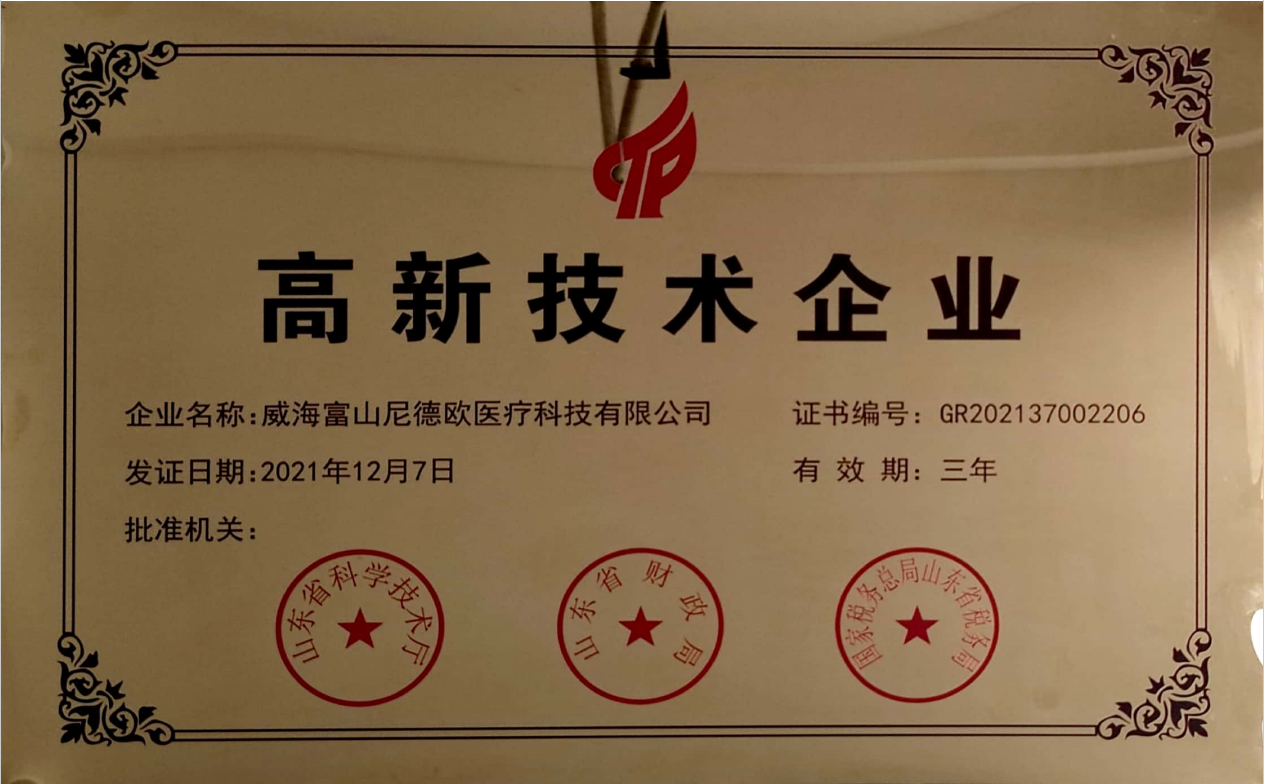 高新技术企业
企业名称:威海富山尼德欧医疗科技有限公司
证书编号：GR202137002206
发证日期:2021年12月7日
有 效 期：三年
批准机关：
山东省科学技术厅
山东省财政局
国家税务总局山东省税务局